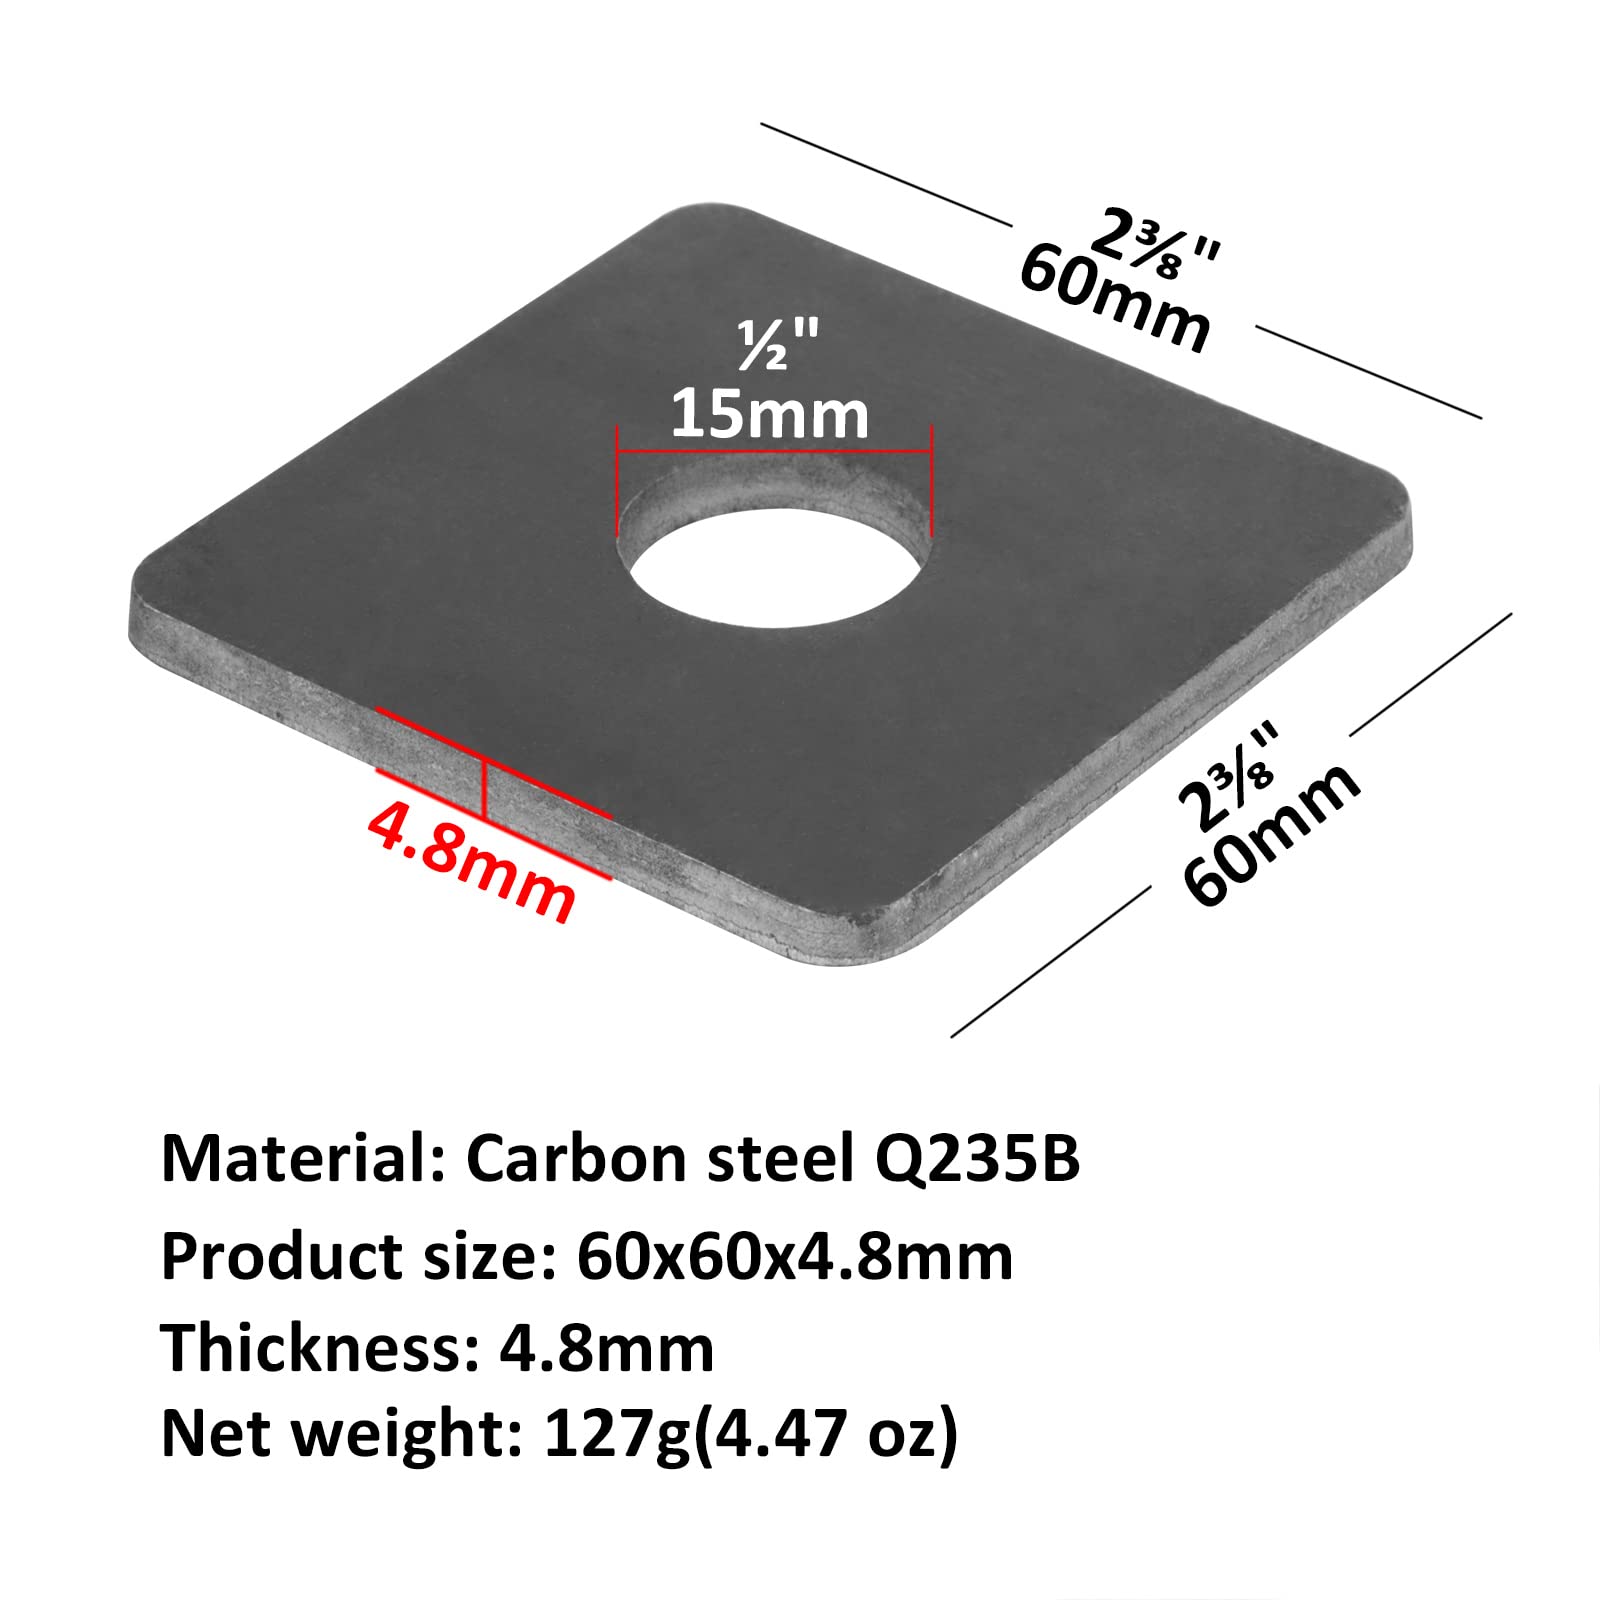 2⅜"
60mm
½"
15mm
2⅜"
60mm
4.8mm
Material: Carbon steel Q235B
Product size: 60x60x4.8mm
Thickness: 4.8mm
Net weight: 127g(4.47 oz)